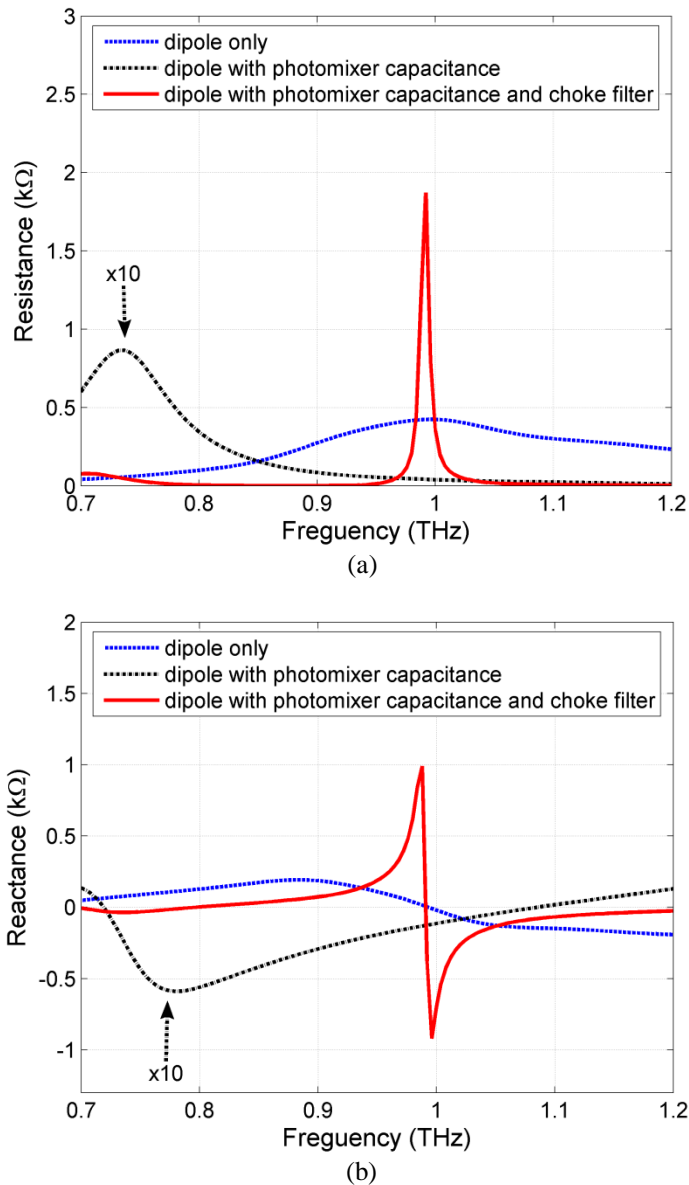 3
2.5
2
1.5
1
0.5
0
Resistance (kΩ)
dipole only
dipole with photomixer capacitance
dipole with photomixer capacitance and choke filter
x10
0.7 0.8 0.9 1 1.1 1.2
Freguency (THz)
(a)
2
1.5
1
0.5
0
-0.5
-1
Reactance (kΩ)
dipole only
dipole with photomixer capacitance
dipole with photomixer capacitance and choke filter
x10
0.7 0.8 0.9 1 1.1 1.2
Freguency (THz)
(b)